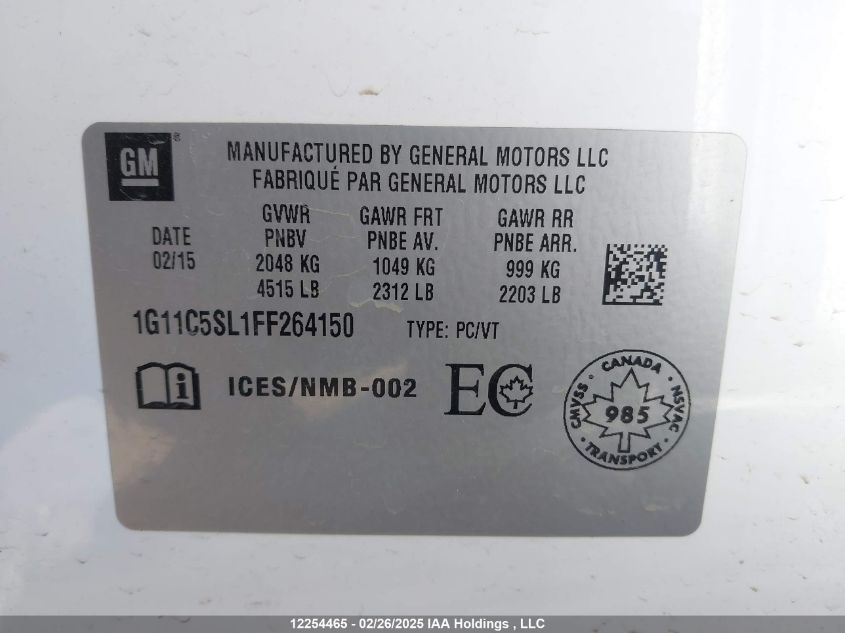 GM
MANUFACTURED BY GENERAL MOTORS LLC
FABRIQUÉ PAR GENERAL MOTORS LLC
DATE
02/15
GVWR
PNBV
2048 KG
4515 LB
GAWR FRT
PNBE AV.
1049 KG
2312 LB
GAWR RR
PNBE ARR.
999 KG
2203 LB
1G11C5SL1FF264150 TYPE: PC/VT
i ICES/NMB-002 EC
CANADA
CMVSS 985 NSVAC
TRANSPORT
12254465 - 02/26/2025 IAA Holdings , LLC